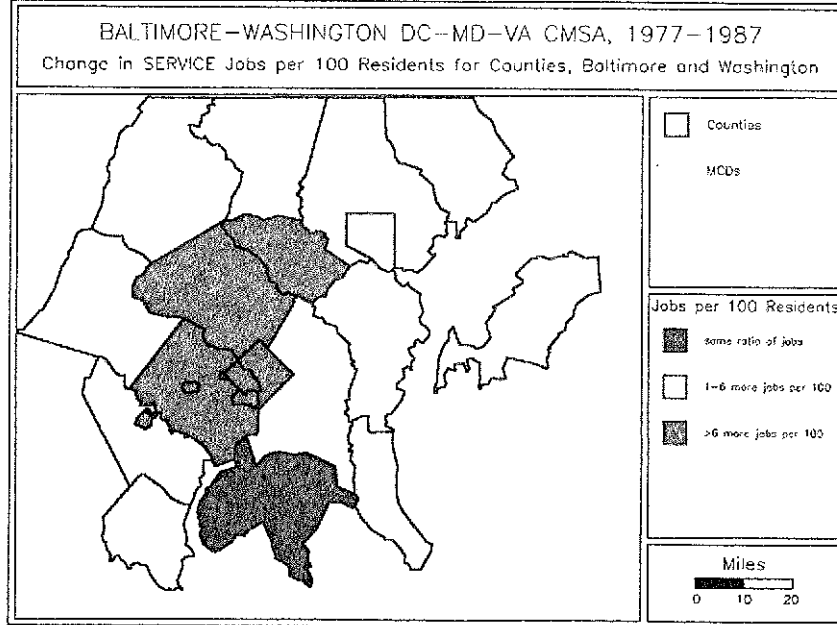 BALTIMORE-WASHINGTON DC-MD-VA CMSA, 1977-1987
Change in SERVICE Jobs per 100 Residents for Counties, Baltimore and Washington
Counties
MCDs
Jobs per 100 Residents
same ratio of jobs
1-6 more jobs per 100
>6 more jobs per 100
Miles
0 10 20